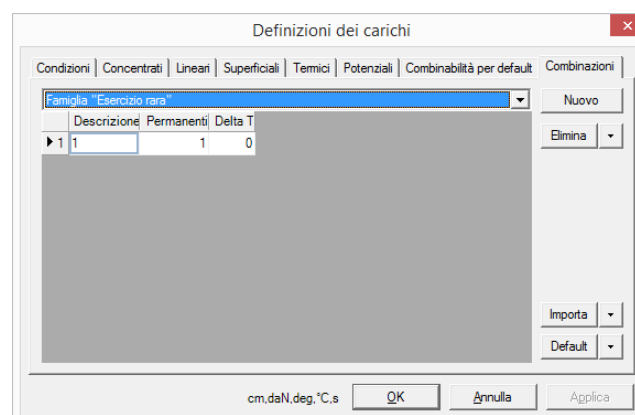 Definizioni dei carichi
Condizioni Concentrati Lineari Superficiali Termici Potenziali Combinabilità per default Combinazioni
Famiglia "Esercizio rara"
Nuovo
Descrizione Permanenti Delta T
Elimina
1 1 1 0
Importa
Default
cm,daN,deg,°C,s OK Annulla Applica